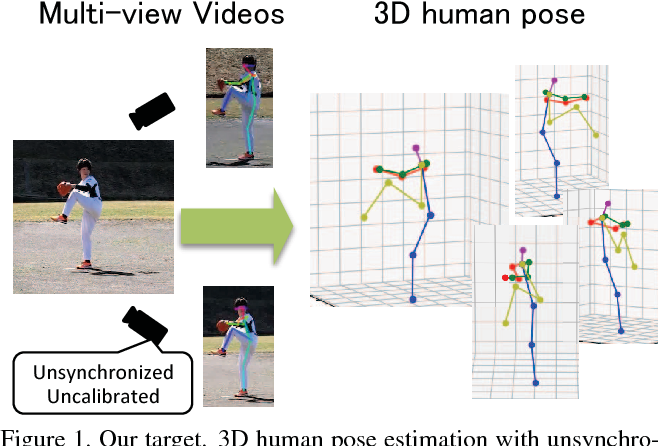 Multi-view Videos
3D human pose
Unsynchronized
Uncalibrated
Figure 1. Our target. 3D human pose estimation with unsynchro-